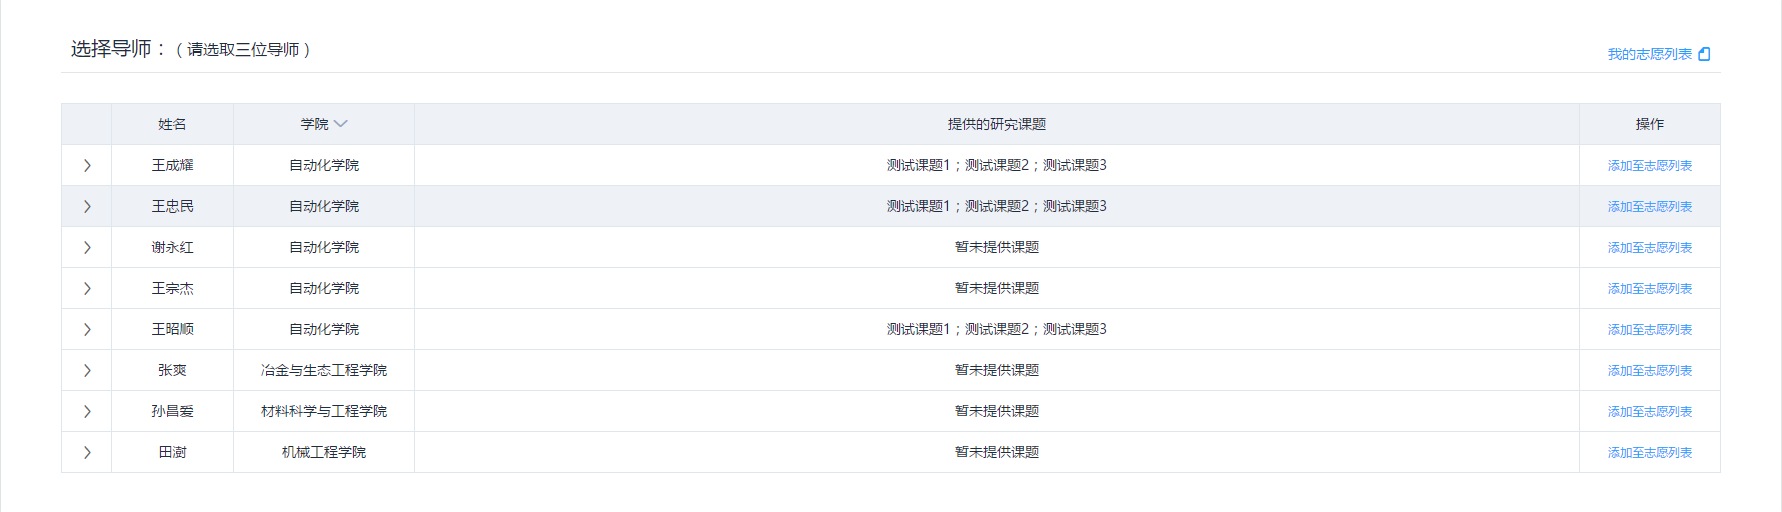 选择导师：（请选取三位导师）
我的志愿列表
姓名 学院 提供的研究课题 操作
王成耀 自动化学院 测试课题1；测试课题2；测试课题3 添加至志愿列表
王忠民 自动化学院 测试课题1；测试课题2；测试课题3 添加至志愿列表
谢永红 自动化学院 暂未提供课题 添加至志愿列表
王宗杰 自动化学院 暂未提供课题 添加至志愿列表
王昭顺 自动化学院 测试课题1；测试课题2；测试课题3 添加至志愿列表
张爽 冶金与生态工程学院 暂未提供课题 添加至志愿列表
孙昌爱 材料科学与工程学院 暂未提供课题 添加至志愿列表
田澍 机械工程学院 暂未提供课题 添加至志愿列表